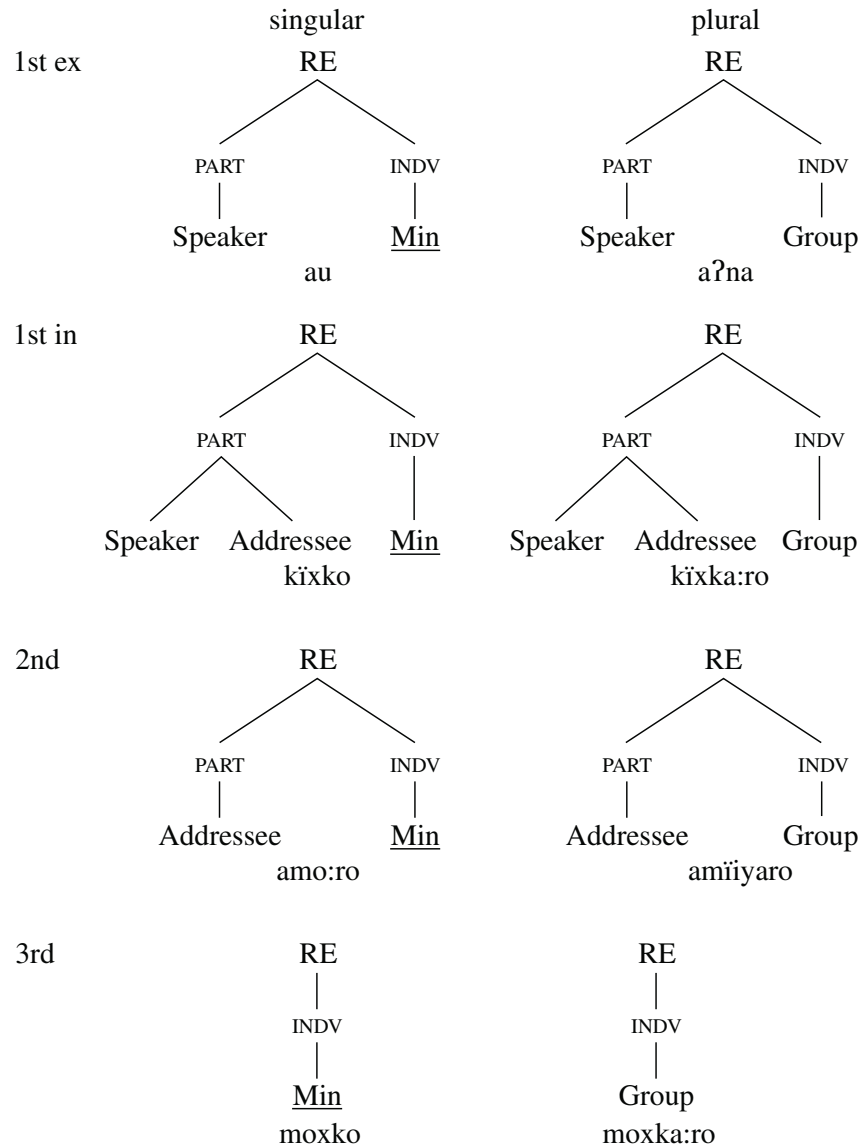 singular plural
1st ex RE RE
PART INDV PART INDV
Speaker Min Speaker Group
au aʔna
1st in RE RE
PART INDV PART INDV
Speaker Addressee Min Speaker Addressee Group
kïxko kïxka:ro
2nd RE RE
PART INDV PART INDV
Addressee Min Addressee Group
amo:ro amïiyaro
3rd RE RE
INDV INDV
Min Group
moxko moxka:ro